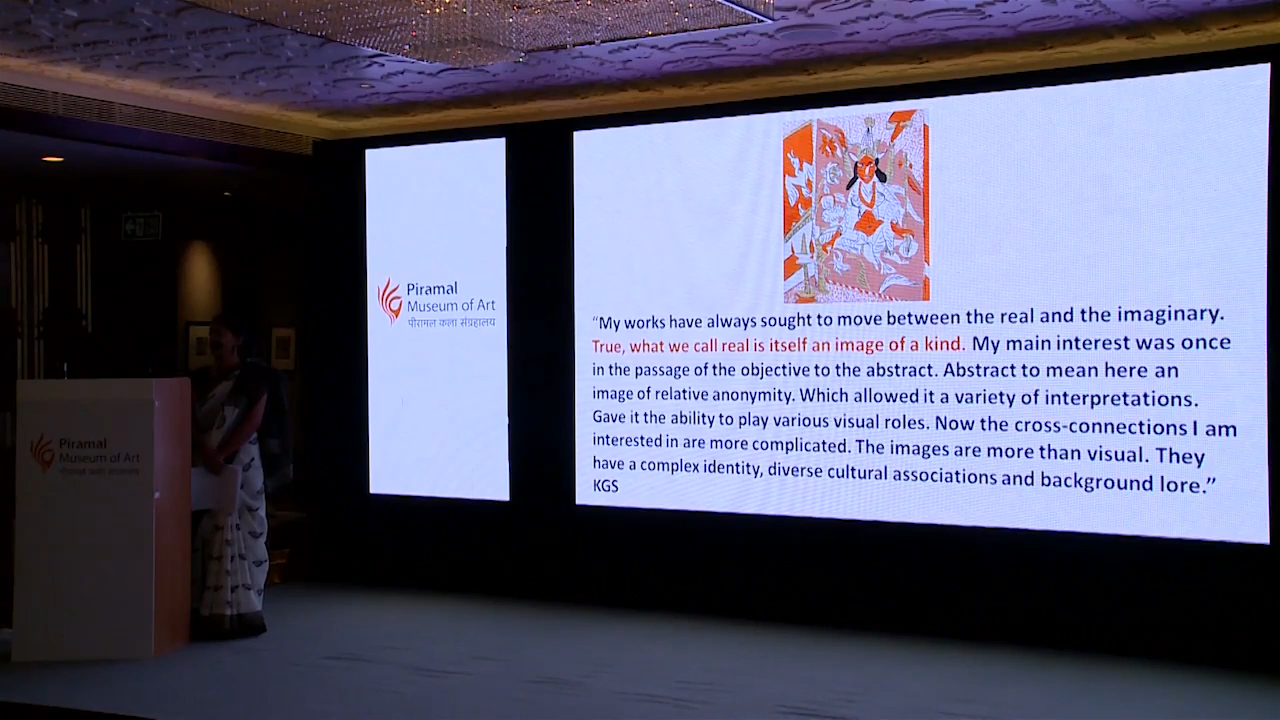 Piramal
Museum of Art
पीरामल कला संग्रहालय
Piramal
Museum of Art
पीरामल कला संग्रहालय
“My works have always sought to move between the real and the imaginary.
True, what we call real is itself an image of a kind. My main interest was once
in the passage of the objective to the abstract. Abstract to mean here an
image of relative anonymity. Which allowed it a variety of interpretations.
Gave it the ability to play various visual roles. Now the cross-connections I am
interested in are more complicated. The images are more than visual. They
have a complex identity, diverse cultural associations and background lore.”
KGS